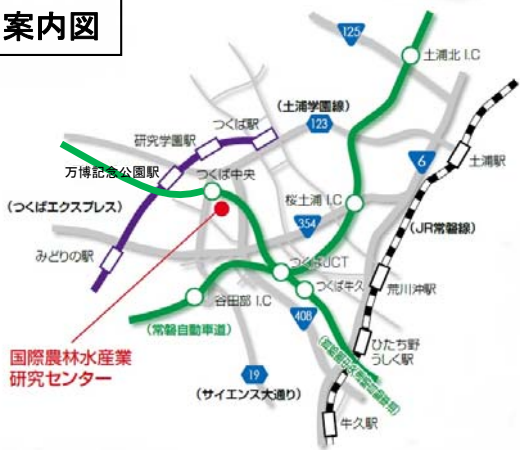 案内図
125
土浦北 I.C
つくば駅
(土浦学園線)
123
研究学園駅
6
土浦駅
万博記念公園駅
つくば中央
(つくばエクスプレス)
桜土浦 I.C
354
(JR常磐線)
みどりの駅
つくばJCT
つくば牛久
荒川沖駅
谷田部 I.C
408
(常磐自動車道)
ひたち野
うしく駅
国際農林水産業
研究センター
19
(サイエンス大通り)
牛久駅